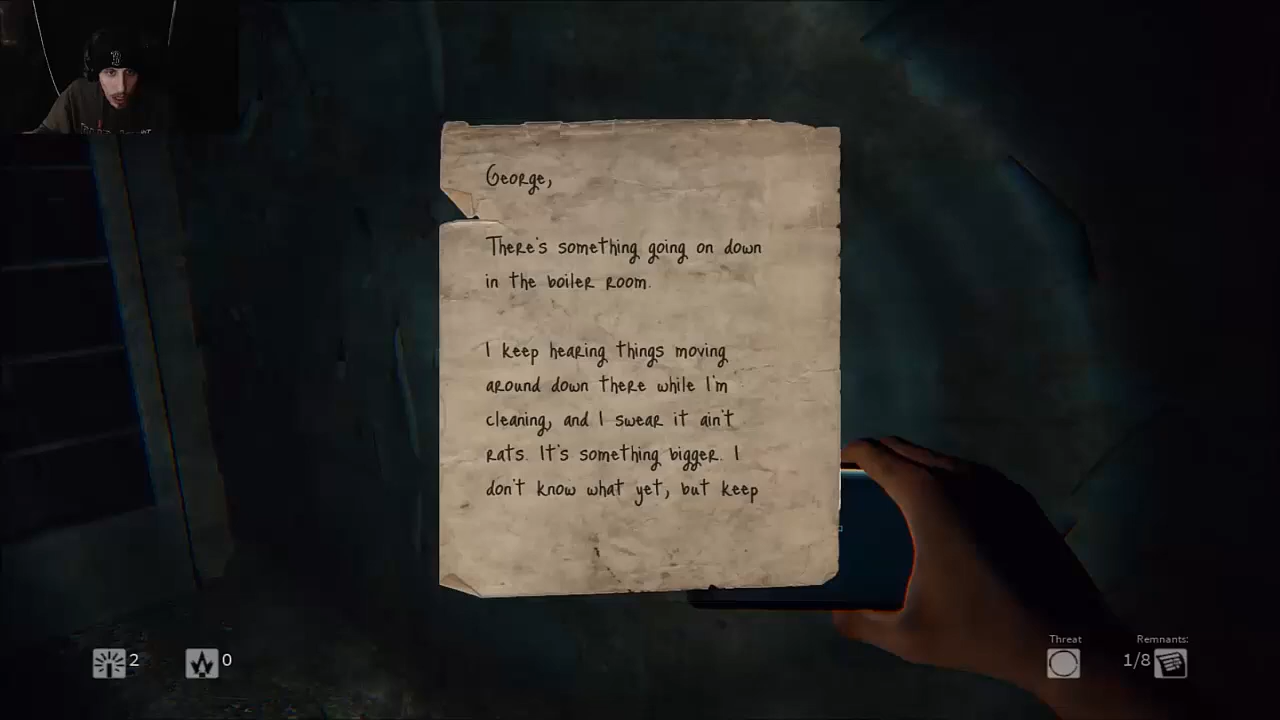 George,
There's something going on down
in the boiler room.
I keep hearing things moving
around down there while I'm
cleaning, and I swear it ain't
rats. It's something bigger. I
don't know what yet, but keep
2
0
Threat
Remnants:
1/8